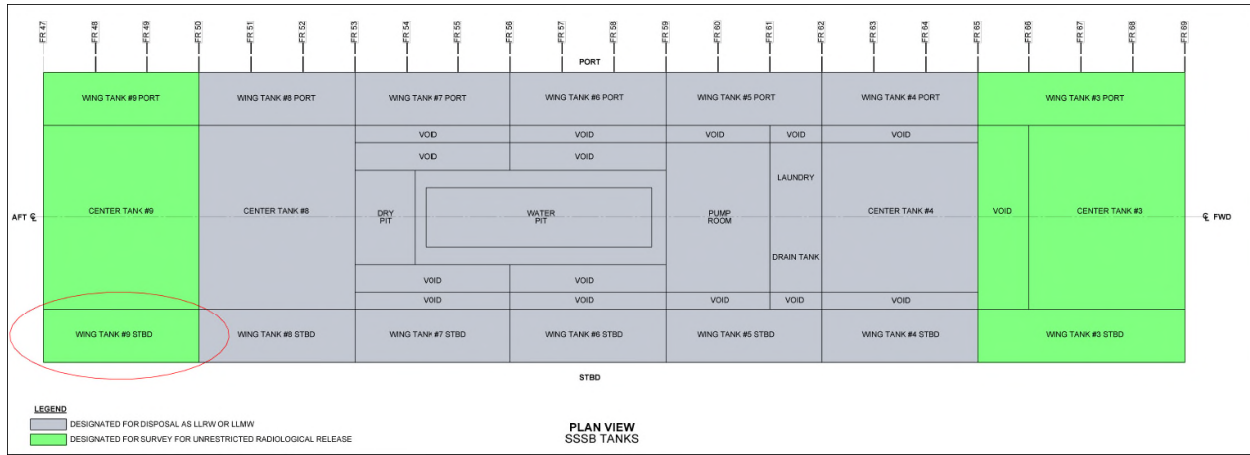 FR 47
FR 48
FR 49
FR 50
FR 51
FR 52
FR 53
FR 54
FR 55
FR 56
FR 57
FR 58
FR 59
FR 60
FR 61
FR 62
FR 63
FR 64
FR 65
FR 66
FR 67
FR 68
FR 69
PORT
WING TANK #9 PORT
WING TANK #8 PORT
WING TANK #7 PORT
WING TANK #6 PORT
WING TANK #5 PORT
WING TANK #4 PORT
WING TANK #3 PORT
VOID
VOID
VOID
VOID
VOID
VOID
VOID
LAUNDRY
AFT ℄
CENTER TANK #9
CENTER TANK #8
DRY
PIT
WATER
PIT
PUMP
ROOM
CENTER TANK #4
VOID
CENTER TANK #3
℄ FWD
DRAIN TANK
VOID
VOID
VOID
VOID
VOID
VOID
VOID
WING TANK #9 STBD
WING TANK #8 STBD
WING TANK #7 STBD
WING TANK #6 STBD
WING TANK #5 STBD
WING TANK #4 STBD
WING TANK #3 STBD
STBD
LEGEND
DESIGNATED FOR DISPOSAL AS LLRW OR LLMW
DESIGNATED FOR SURVEY FOR UNRESTRICTED RADIOLOGICAL RELEASE
PLAN VIEW
SSSB TANKS